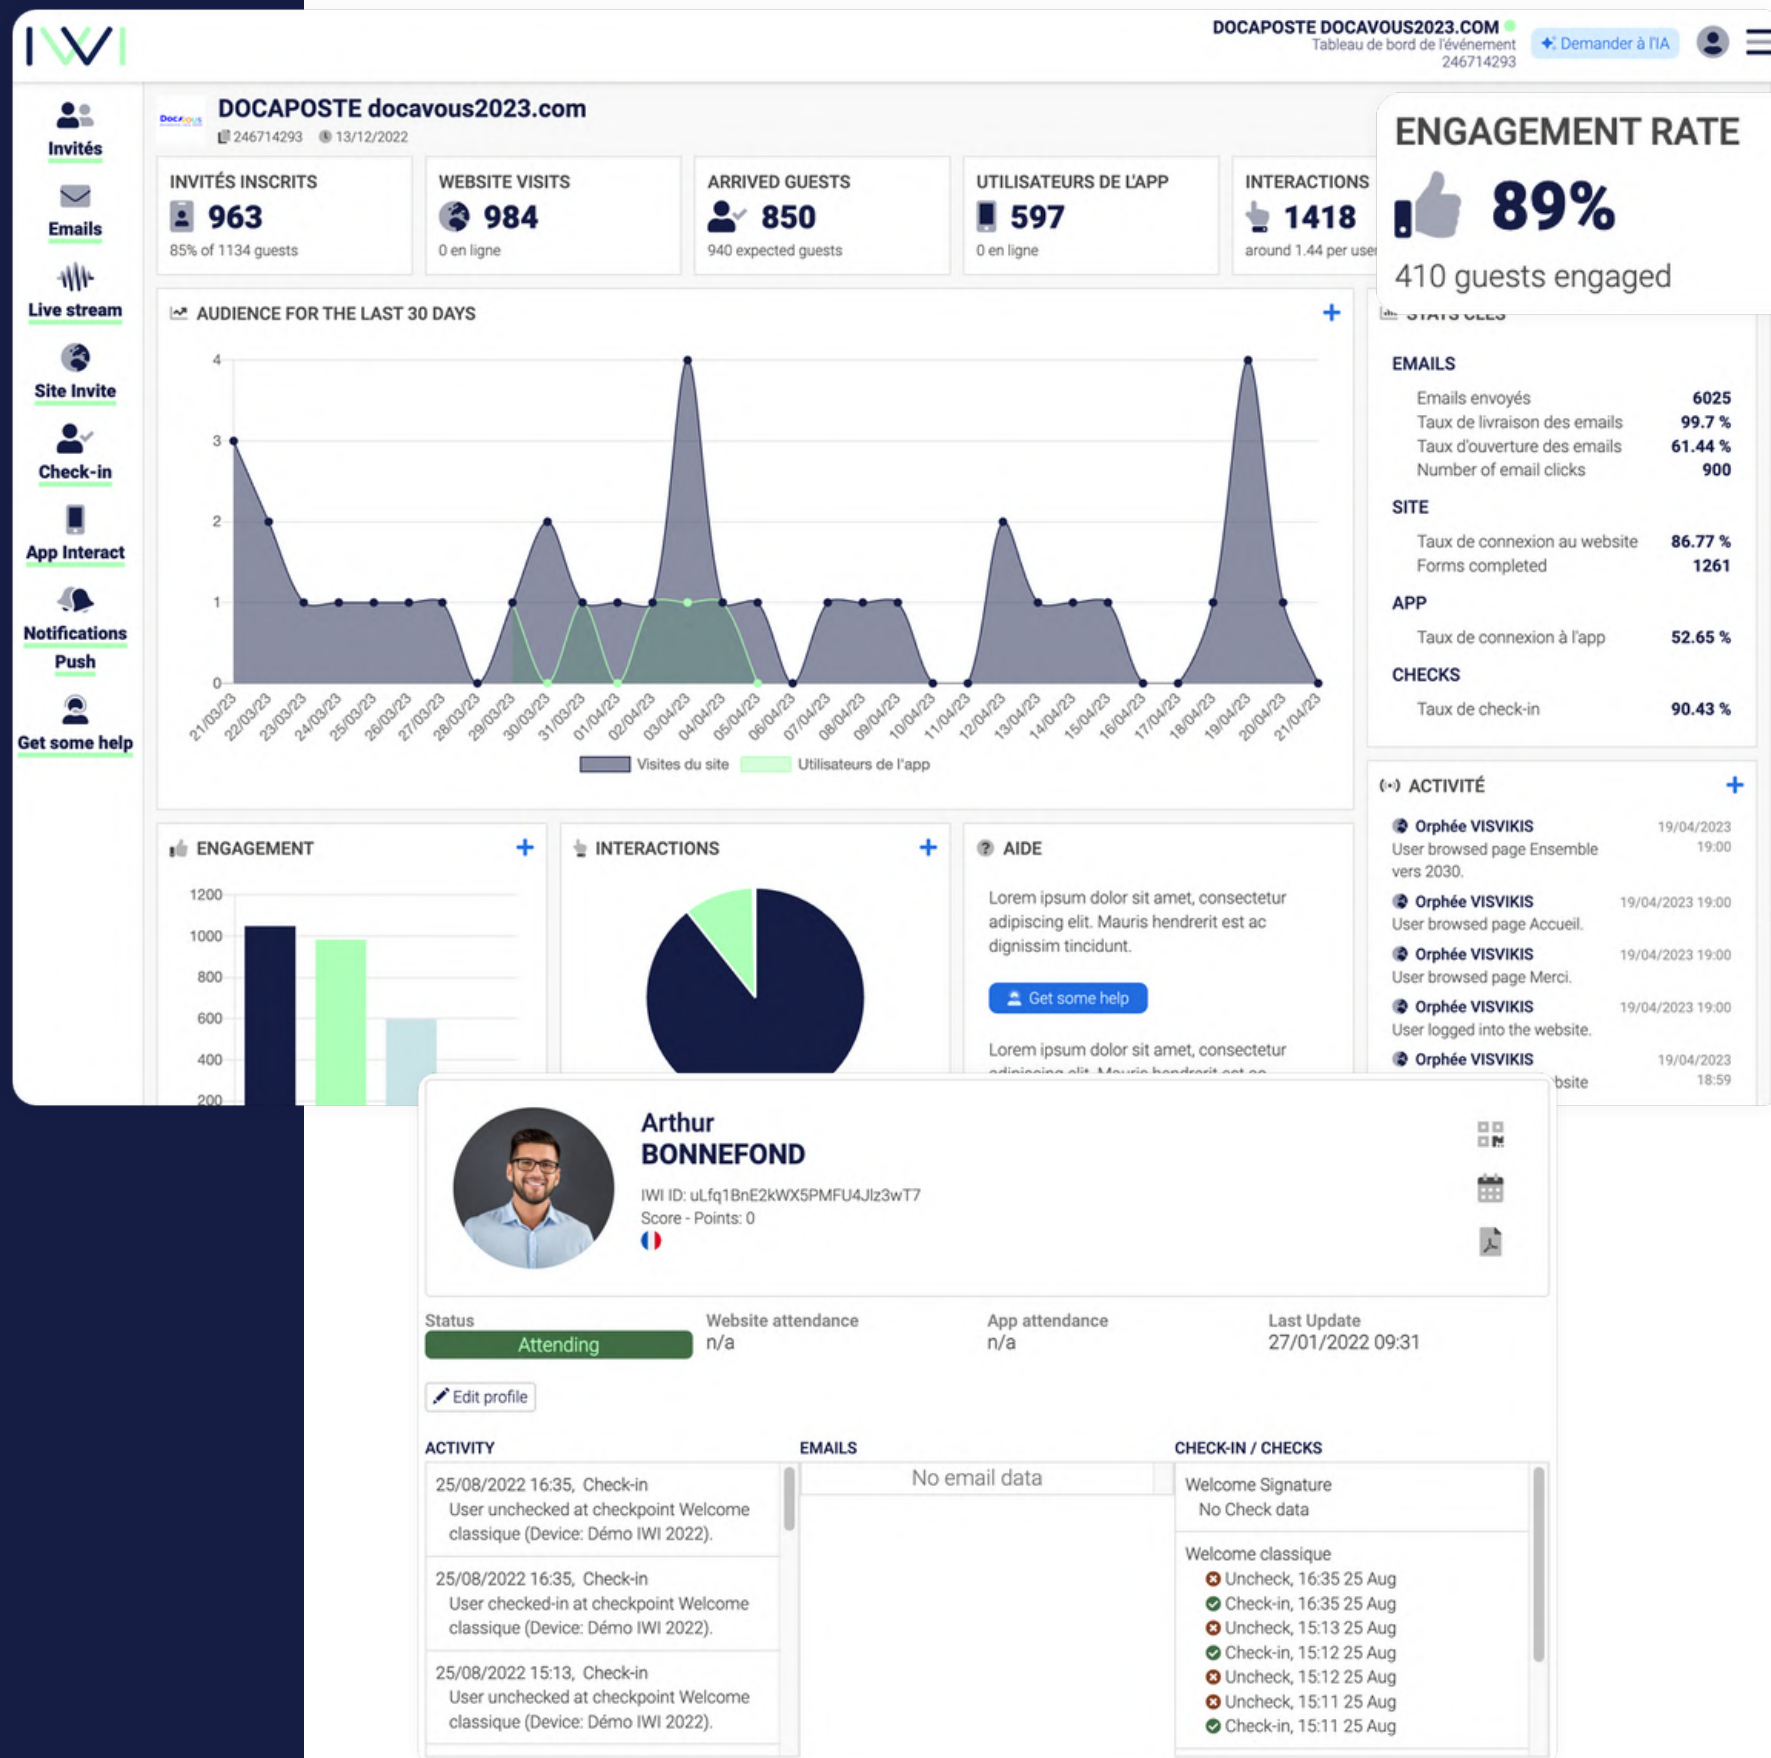 IWI
DOCAPOSTE DOCAVOUS2023.COM
Tableau de bord de l'événement
246714293
Demander à l'IA
Invités
Emails
Live stream
Site Invite
Check-in
App Interact
Notifications
Push
Get some help
DOCAPOSTE docavous2023.com
246714293 13/12/2022
INVITÉS INSCRITS
963
85% of 1134 guests
WEBSITE VISITS
984
0 en ligne
ARRIVED GUESTS
850
940 expected guests
UTILISATEURS DE L'APP
597
0 en ligne
INTERACTIONS
1418
around 1.44 per user
ENGAGEMENT RATE
89%
410 guests engaged
AUDIENCE FOR THE LAST 30 DAYS
4
3
2
1
0
21/03/23 22/03/23 23/03/23 24/03/23 25/03/23 26/03/23 27/03/23 28/03/23 29/03/23 30/03/23 31/03/23 01/04/23 02/04/23 03/04/23 04/04/23 05/04/23 06/04/23 07/04/23 08/04/23 09/04/23 10/04/23 11/04/23 12/04/23 13/04/23 14/04/23 15/04/23 16/04/23 17/04/23 18/04/23 19/04/23 20/04/23 21/04/23
Visites du site Utilisateurs de l'app
STATS CLES
EMAILS
Emails envoyés 6025
Taux de livraison des emails 99.7 %
Taux d'ouverture des emails 61.44 %
Number of email clicks 900
SITE
Taux de connexion au website 86.77 %
Forms completed 1261
APP
Taux de connexion à l'app 52.65 %
CHECKS
Taux de check-in 90.43 %
ACTIVITÉ
Orphée VISVIKIS 19/04/2023
User browsed page Ensemble 19:00
vers 2030.
Orphée VISVIKIS 19/04/2023 19:00
User browsed page Accueil.
Orphée VISVIKIS 19/04/2023 19:00
User browsed page Merci.
Orphée VISVIKIS 19/04/2023 19:00
User logged into the website.
Orphée VISVIKIS 19/04/2023
18:59
ENGAGEMENT
1200
1000
800
600
400
200
INTERACTIONS
AIDE
Lorem ipsum dolor sit amet, consectetur
adipiscing elit. Mauris hendrerit est ac
dignissim tincidunt.
Get some help
Lorem ipsum dolor sit amet, consectetur
adipiscing elit. Mauris hendrerit est ac
Arthur
BONNEFOND
IWI ID: uLfq1BnE2kWX5PMFU4Jlz3wT7
Score - Points: 0
Status
Attending
Website attendance
n/a
App attendance
n/a
Last Update
27/01/2022 09:31
Edit profile
ACTIVITY
25/08/2022 16:35, Check-in
User unchecked at checkpoint Welcome
classique (Device: Démo IWI 2022).
25/08/2022 16:35, Check-in
User checked-in at checkpoint Welcome
classique (Device: Démo IWI 2022).
25/08/2022 15:13, Check-in
User unchecked at checkpoint Welcome
classique (Device: Démo IWI 2022).
EMAILS
No email data
CHECK-IN / CHECKS
Welcome Signature
No Check data
Welcome classique
Uncheck, 16:35 25 Aug
Check-in, 16:35 25 Aug
Uncheck, 15:13 25 Aug
Check-in, 15:12 25 Aug
Uncheck, 15:12 25 Aug
Uncheck, 15:11 25 Aug
Check-in, 15:11 25 Aug